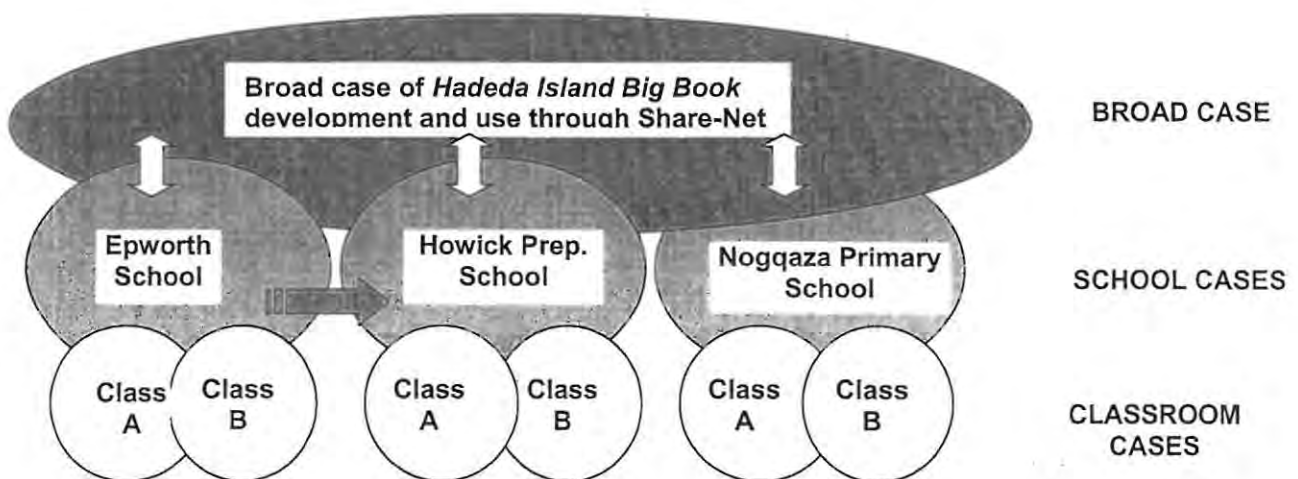 Broad case of Hadeda Island Big Book
development and use through Share-Net
BROAD CASE
Epworth
School
Howick Prep.
School
Nogqaza Primary
School
SCHOOL CASES
Class
A
Class
B
Class
A
Class
B
Class
A
Class
B
CLASSROOM
CASES